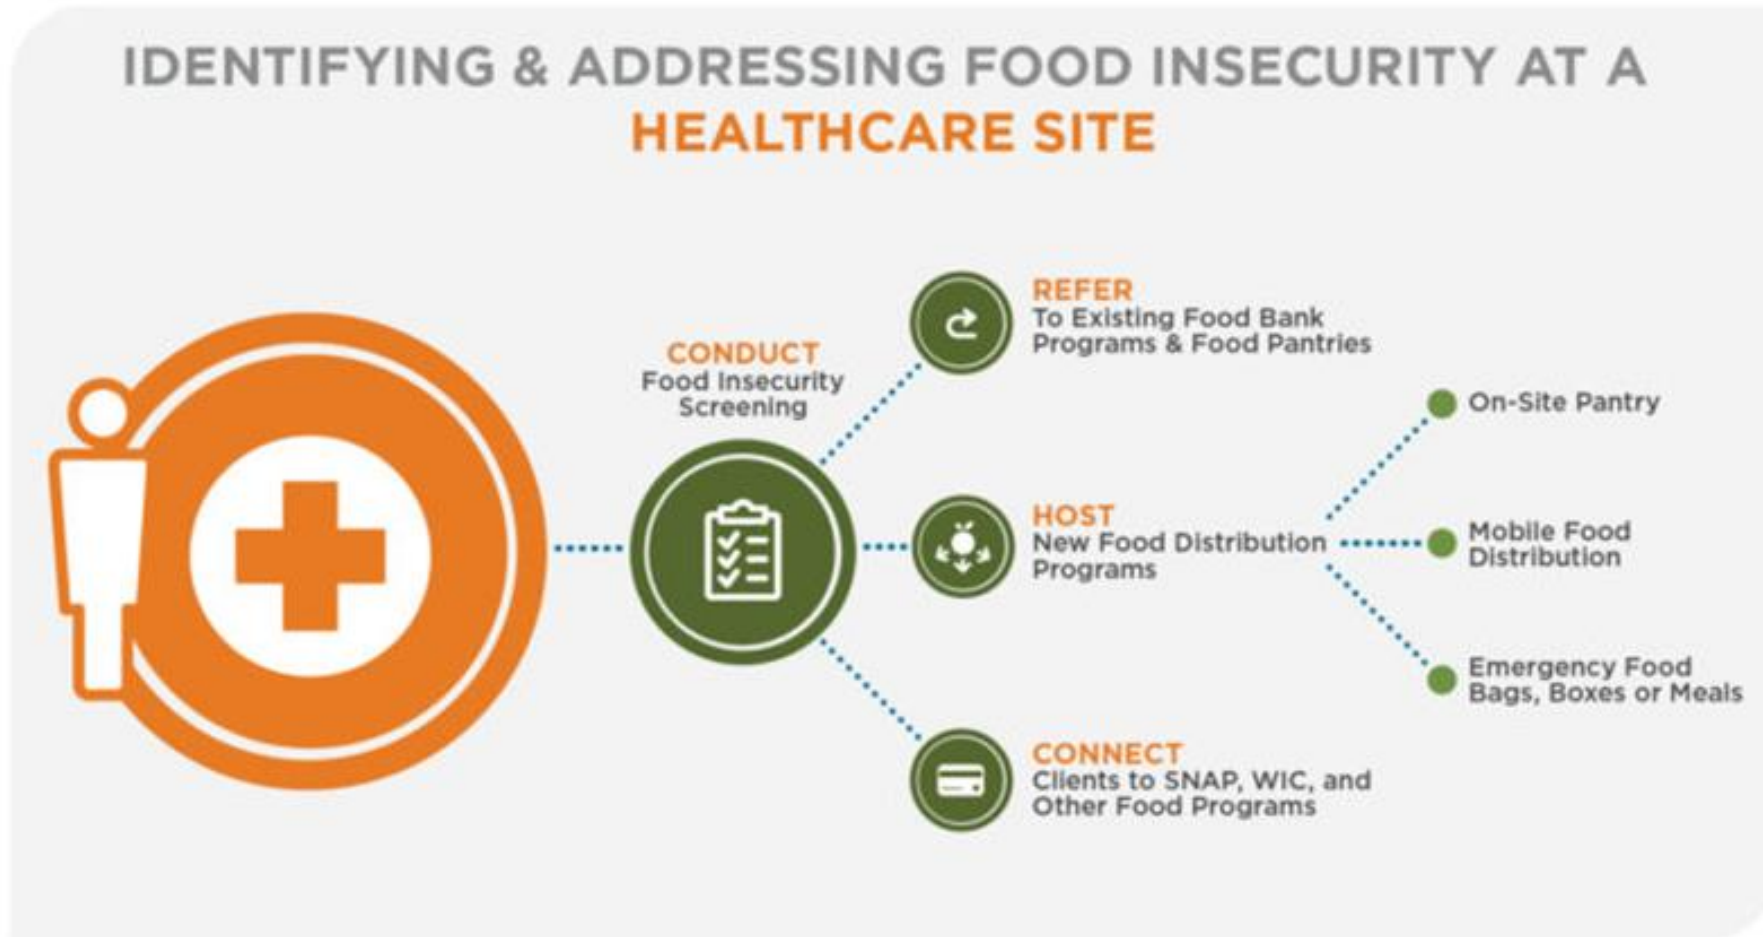 IDENTIFYING & ADDRESSING FOOD INSECURITY AT A
HEALTHCARE SITE
CONDUCT
Food Insecurity
Screening
REFER
To Existing Food Bank
Programs & Food Pantries
HOST
New Food Distribution
Programs
On-Site Pantry
Mobile Food
Distribution
Emergency Food
Bags, Boxes or Meals
CONNECT
Clients to SNAP, WIC, and
Other Food Programs